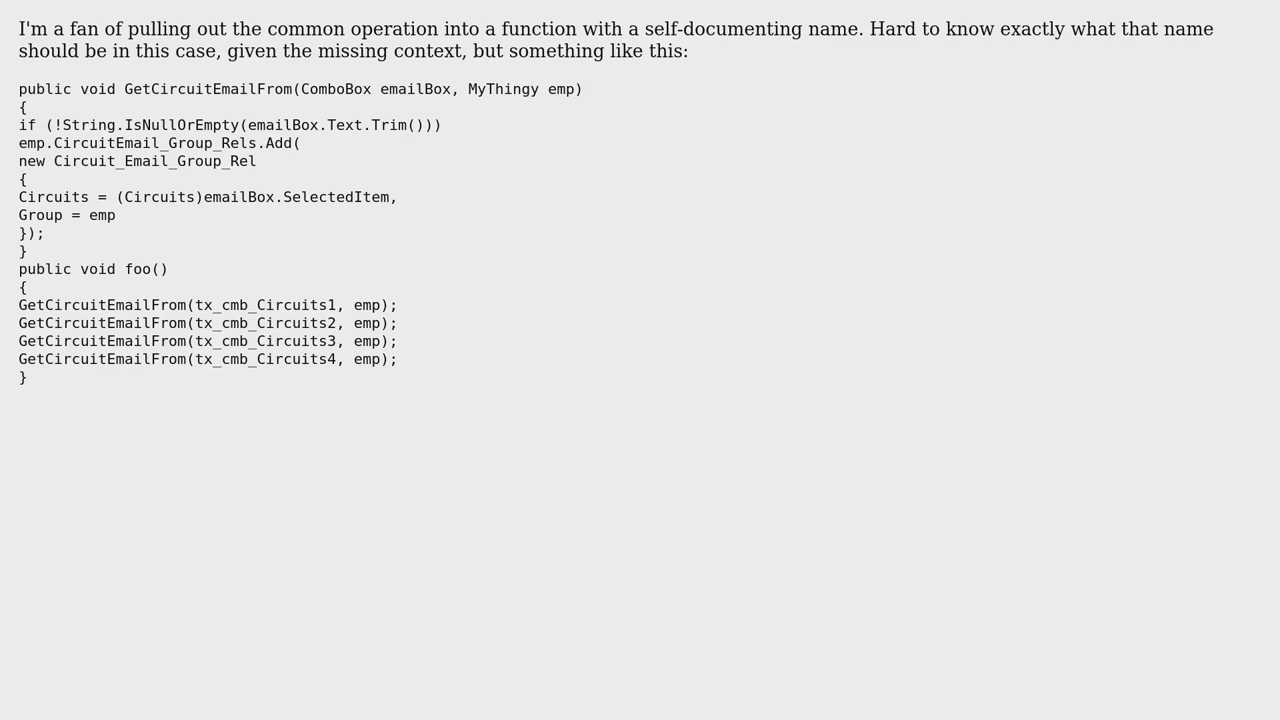 I'm a fan of pulling out the common operation into a function with a self-documenting name. Hard to know exactly what that name
should be in this case, given the missing context, but something like this:
public void GetCircuitEmailFrom(ComboBox emailBox, MyThingy emp)
{
if (!String.IsNullOrEmpty(emailBox.Text.Trim()))
emp.CircuitEmail_Group_Rels.Add(
new Circuit_Email_Group_Rel
{
Circuits = (Circuits)emailBox.SelectedItem,
Group = emp
});
}
public void foo()
{
GetCircuitEmailFrom(tx_cmb_Circuits1, emp);
GetCircuitEmailFrom(tx_cmb_Circuits2, emp);
GetCircuitEmailFrom(tx_cmb_Circuits3, emp);
GetCircuitEmailFrom(tx_cmb_Circuits4, emp);
}